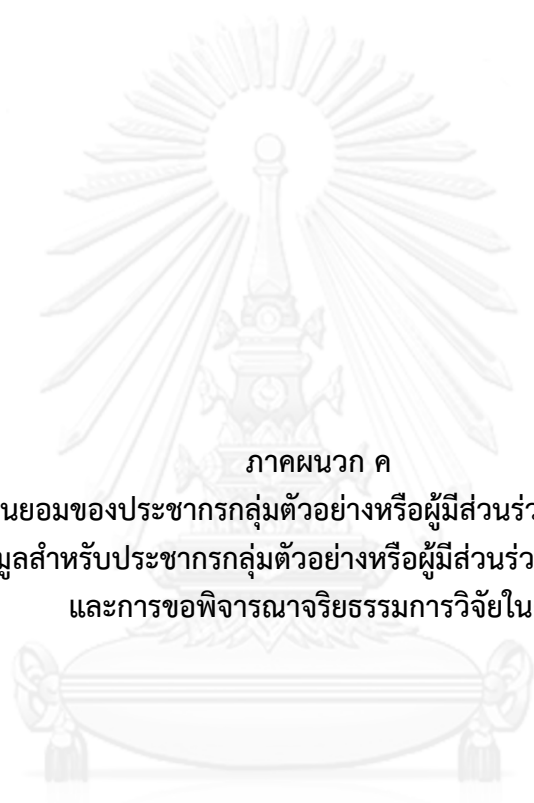 ภาคผนวก ค
นยอมของประชากรกลุ่มตัวอย่างหรือผู้มีส่วนร่ว
มูลสำหรับประชากรกลุ่มตัวอย่างหรือผู้มีส่วนร่ว
และการขอพิจารณาจริยธรรมการวิจัยใน